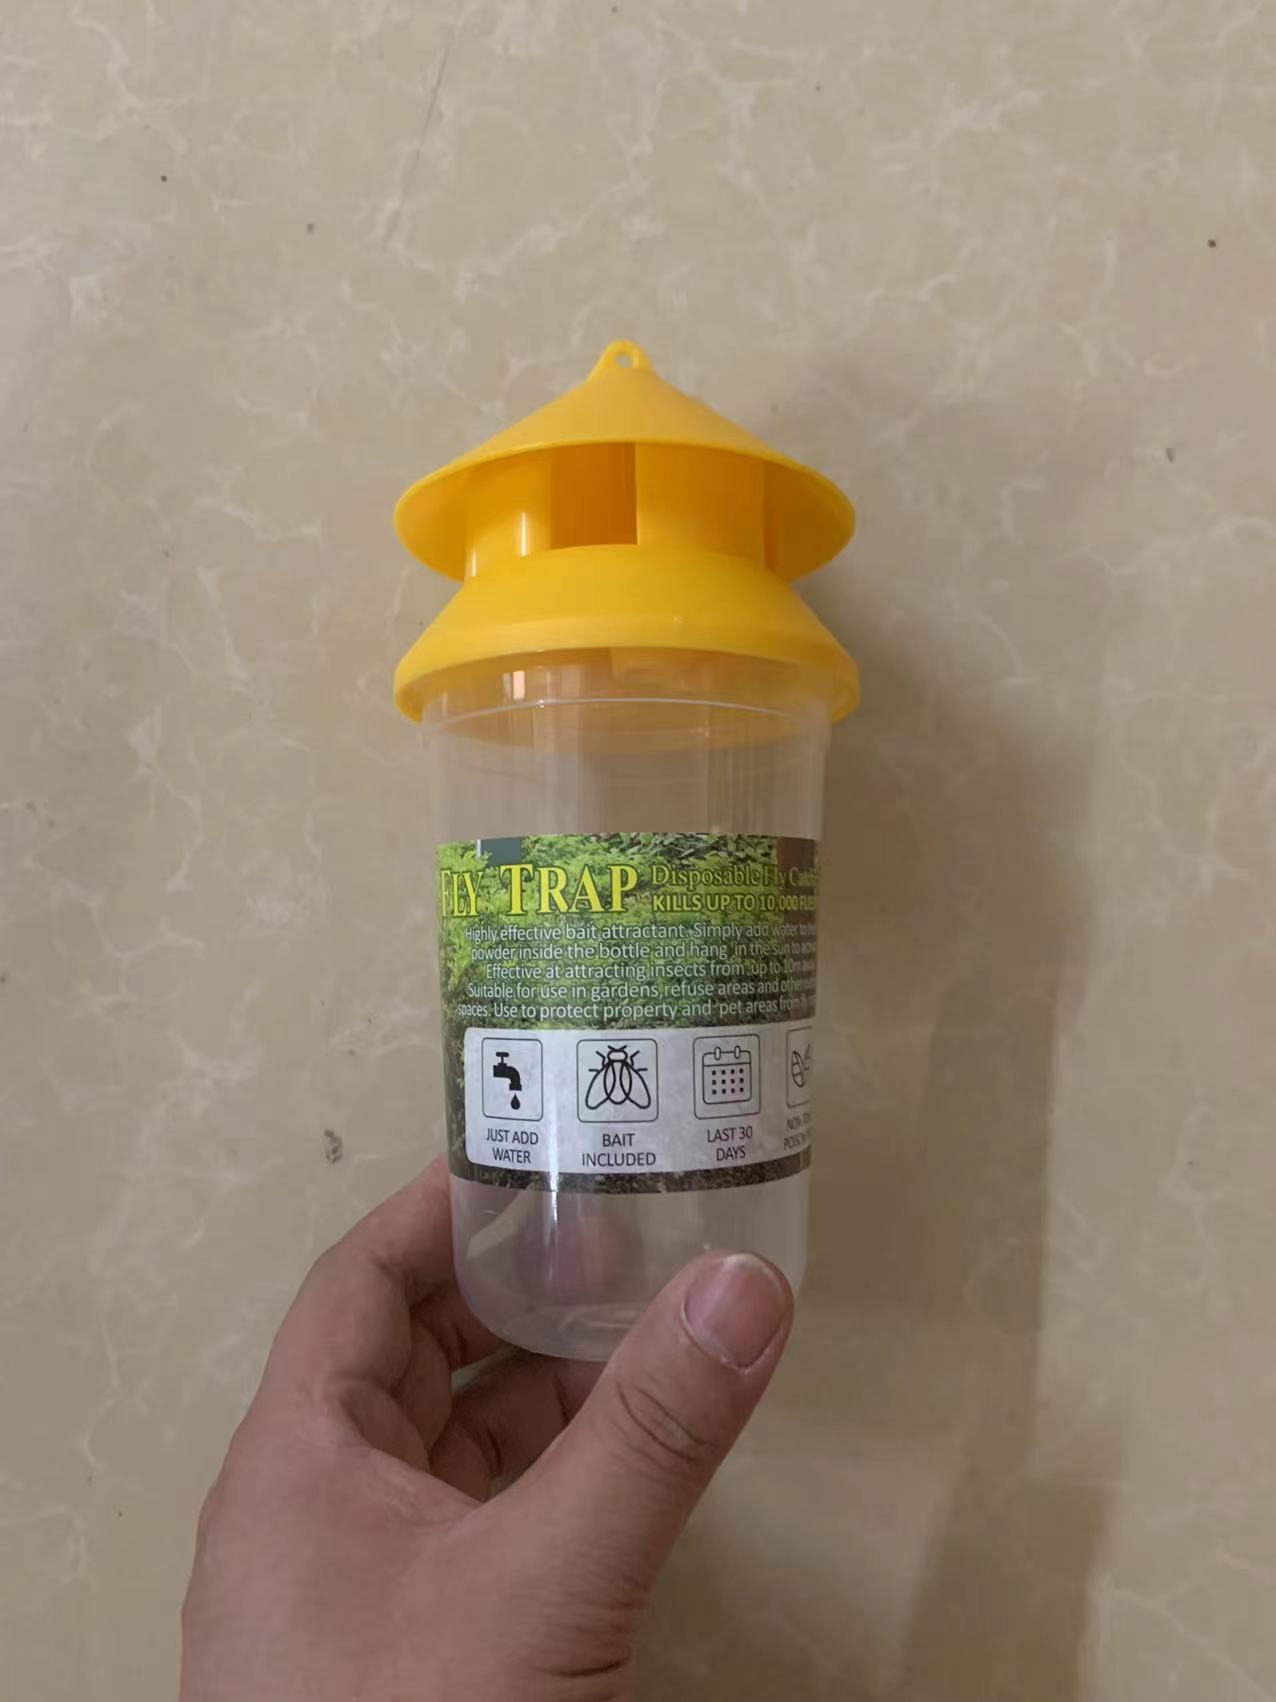 FLY TRAP
Disposable Fly
KILLS UP TO 10,000
Highly effective bait attractant. Simply add water to
powder inside the bottle and hang in the sun to
Effective at attracting insects from up to 10m
Suitable for use in gardens, refuse areas and other
spaces. Use to protect property and pet areas from
JUST ADD
WATER
BAIT
INCLUDED
LAST 30
DAYS